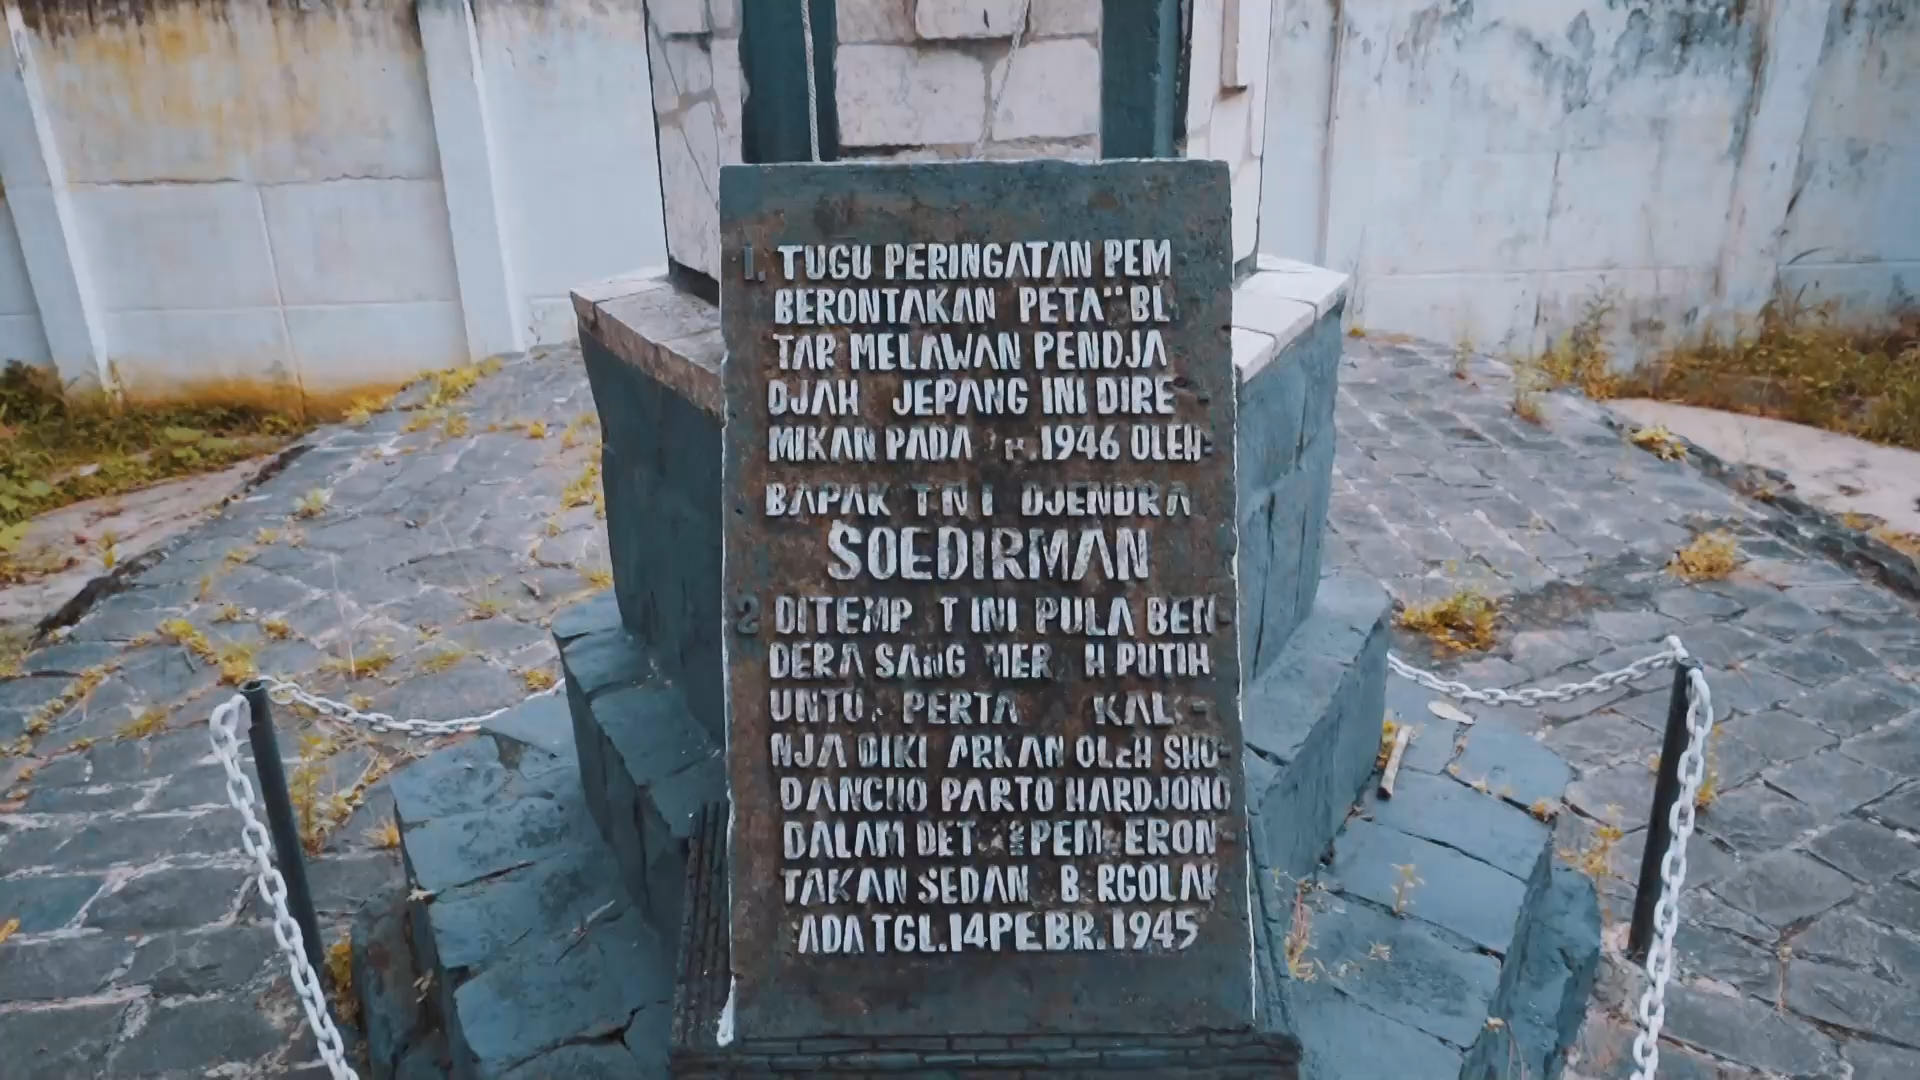 1. TUGU PERINGATAN PEM
BERONTAKAN PETA" BL
TAR MELAWAN PENDJA
DJAH JEPANG INI DIRE-
MIKAN PADA 1946 OLEH-
BAPAK TNI DJENDRA
SOEDIRMAN
2 DITEMP T INI PULA BEN-
DERA SANG MER H PUTIH
UNTU PERTA KAL -
NJA DIKI ARKAN OLEH SHO-
DANCHO PARTO HARDJONO
DALAM DET PEM ERON-
TAKAN SEDAN B RGOLAK
ADA TGL.14 PEBR.1945